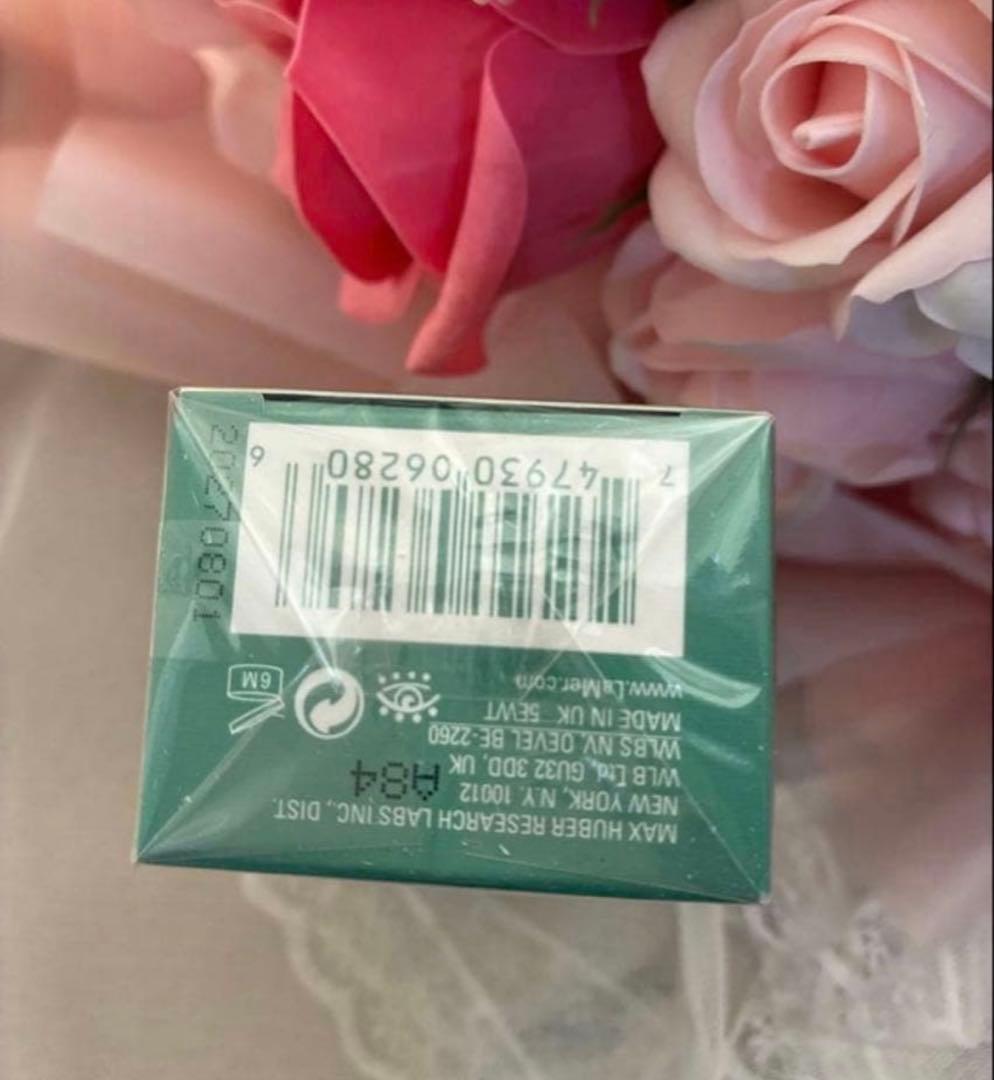 MAX HUBER RESEARCH LABS INC., DIST.
NEW YORK, N.Y. 10012
WLB Ltd. GU32 3DD, UK
A84
WLBS NV, OEVEL BE-2260
MADE IN UK 5EWT
www.LaMer.com
6M
7 47930 06280 6
20270801